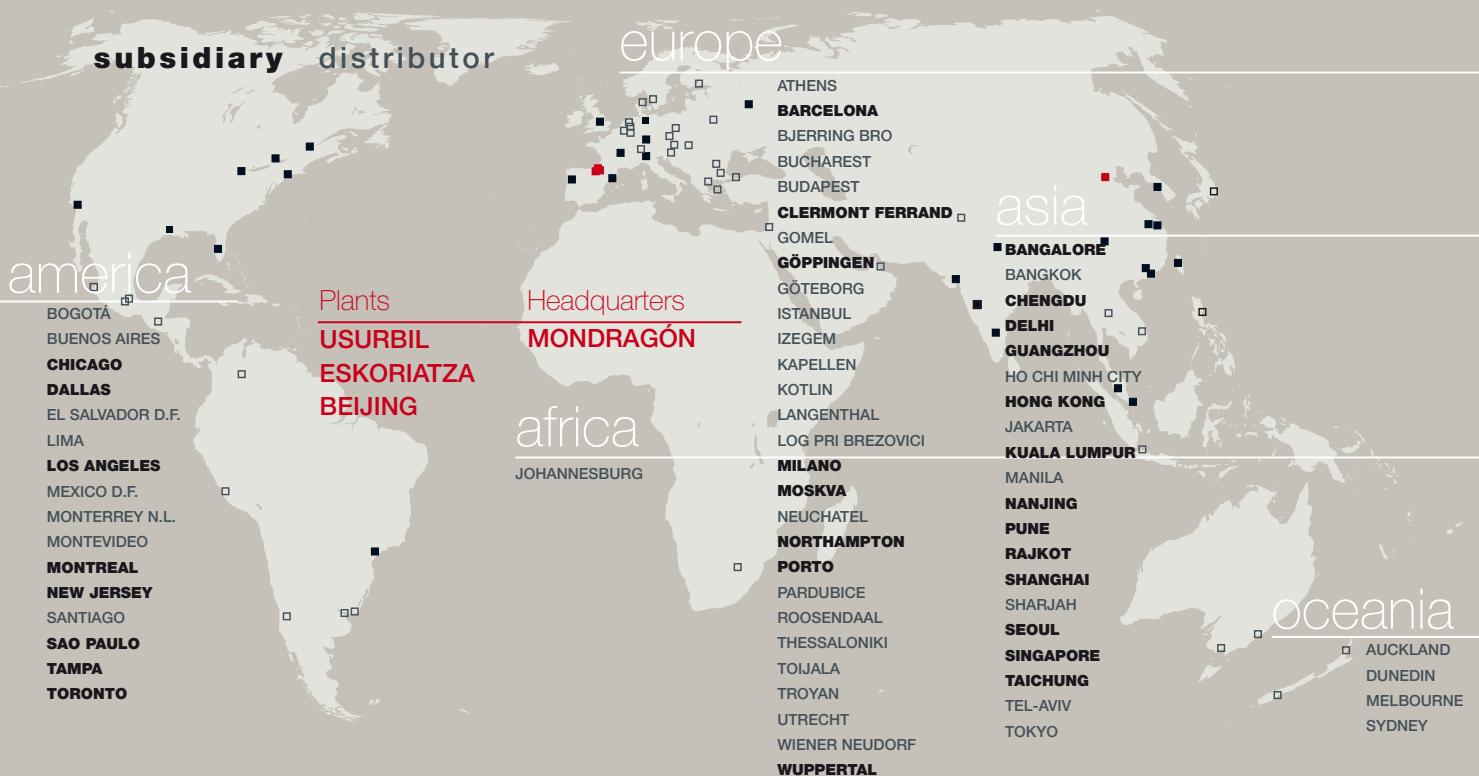 subsidiary distributor
europe
ATHENS
BARCELONA
BJERRING BRO
BUCHAREST
BUDAPEST
CLERMONT FERRAND
GOMEL
GÖPPINGEN
GÖTEBORG
ISTANBUL
IZEGEM
KAPELLEN
KOTLIN
LANGENTHAL
LOG PRI BREZOVICI
MILANO
MOSKVA
NEUCHATEL
NORTHAMPTON
PORTO
PARDUBICE
ROOSENDAAL
THESSALONIKI
TOIJALA
TROYAN
UTRECHT
WIENER NEUDORF
WUPPERTAL
asia
BANGALORE
BANGKOK
CHENGDU
DELHI
GUANGZHOU
HO CHI MINH CITY
HONG KONG
JAKARTA
KUALA LUMPUR
MANILA
NANJING
PUNE
RAJKOT
SHANGHAI
SHARJAH
SEOUL
SINGAPORE
TAICHUNG
TEL-AVIV
TOKYO
america
BOGOTÁ
BUENOS AIRES
CHICAGO
DALLAS
EL SALVADOR D.F.
LIMA
LOS ANGELES
MEXICO D.F.
MONTERREY N.L.
MONTEVIDEO
MONTREAL
NEW JERSEY
SANTIAGO
SAO PAULO
TAMPA
TORONTO
Plants
USURBIL
ESKORIATZA
BEIJING
Headquarters
MONDRAGÓN
africa
JOHANNESBURG
oceania
AUCKLAND
DUNEDIN
MELBOURNE
SYDNEY